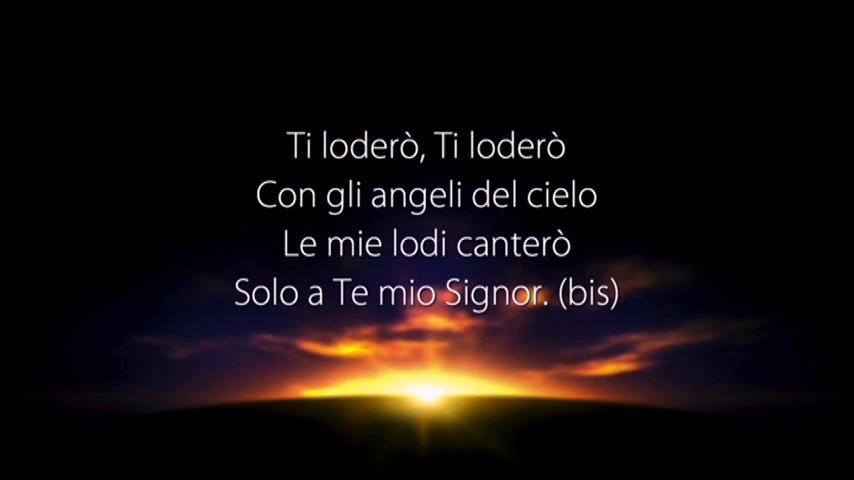 Ti loderò, Ti loderò
Con gli angeli del cielo
Le mie lodi canterò
Solo a Te mio Signor. (bis)